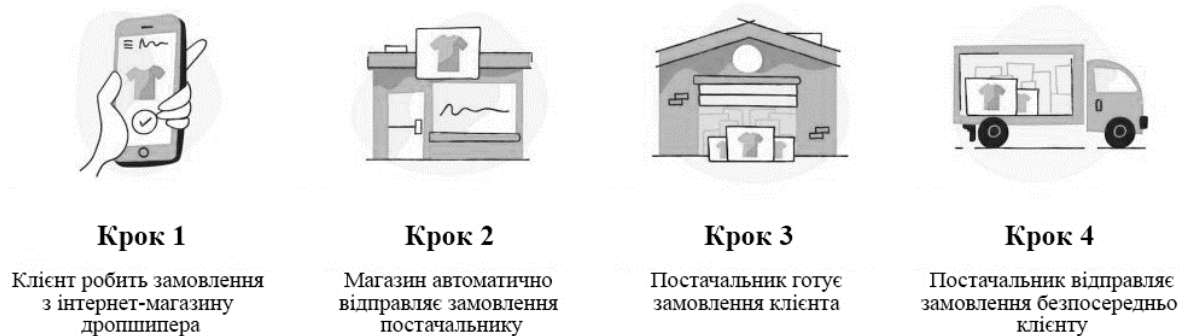 Крок 1
Клієнт робить замовлення
з інтернет-магазину
дропшипера
Крок 2
Магазин автоматично
відправляє замовлення
постачальнику
Крок 3
Постачальник готує
замовлення клієнта
Крок 4
Постачальник відправляє
замовлення безпосередньо
клієнту